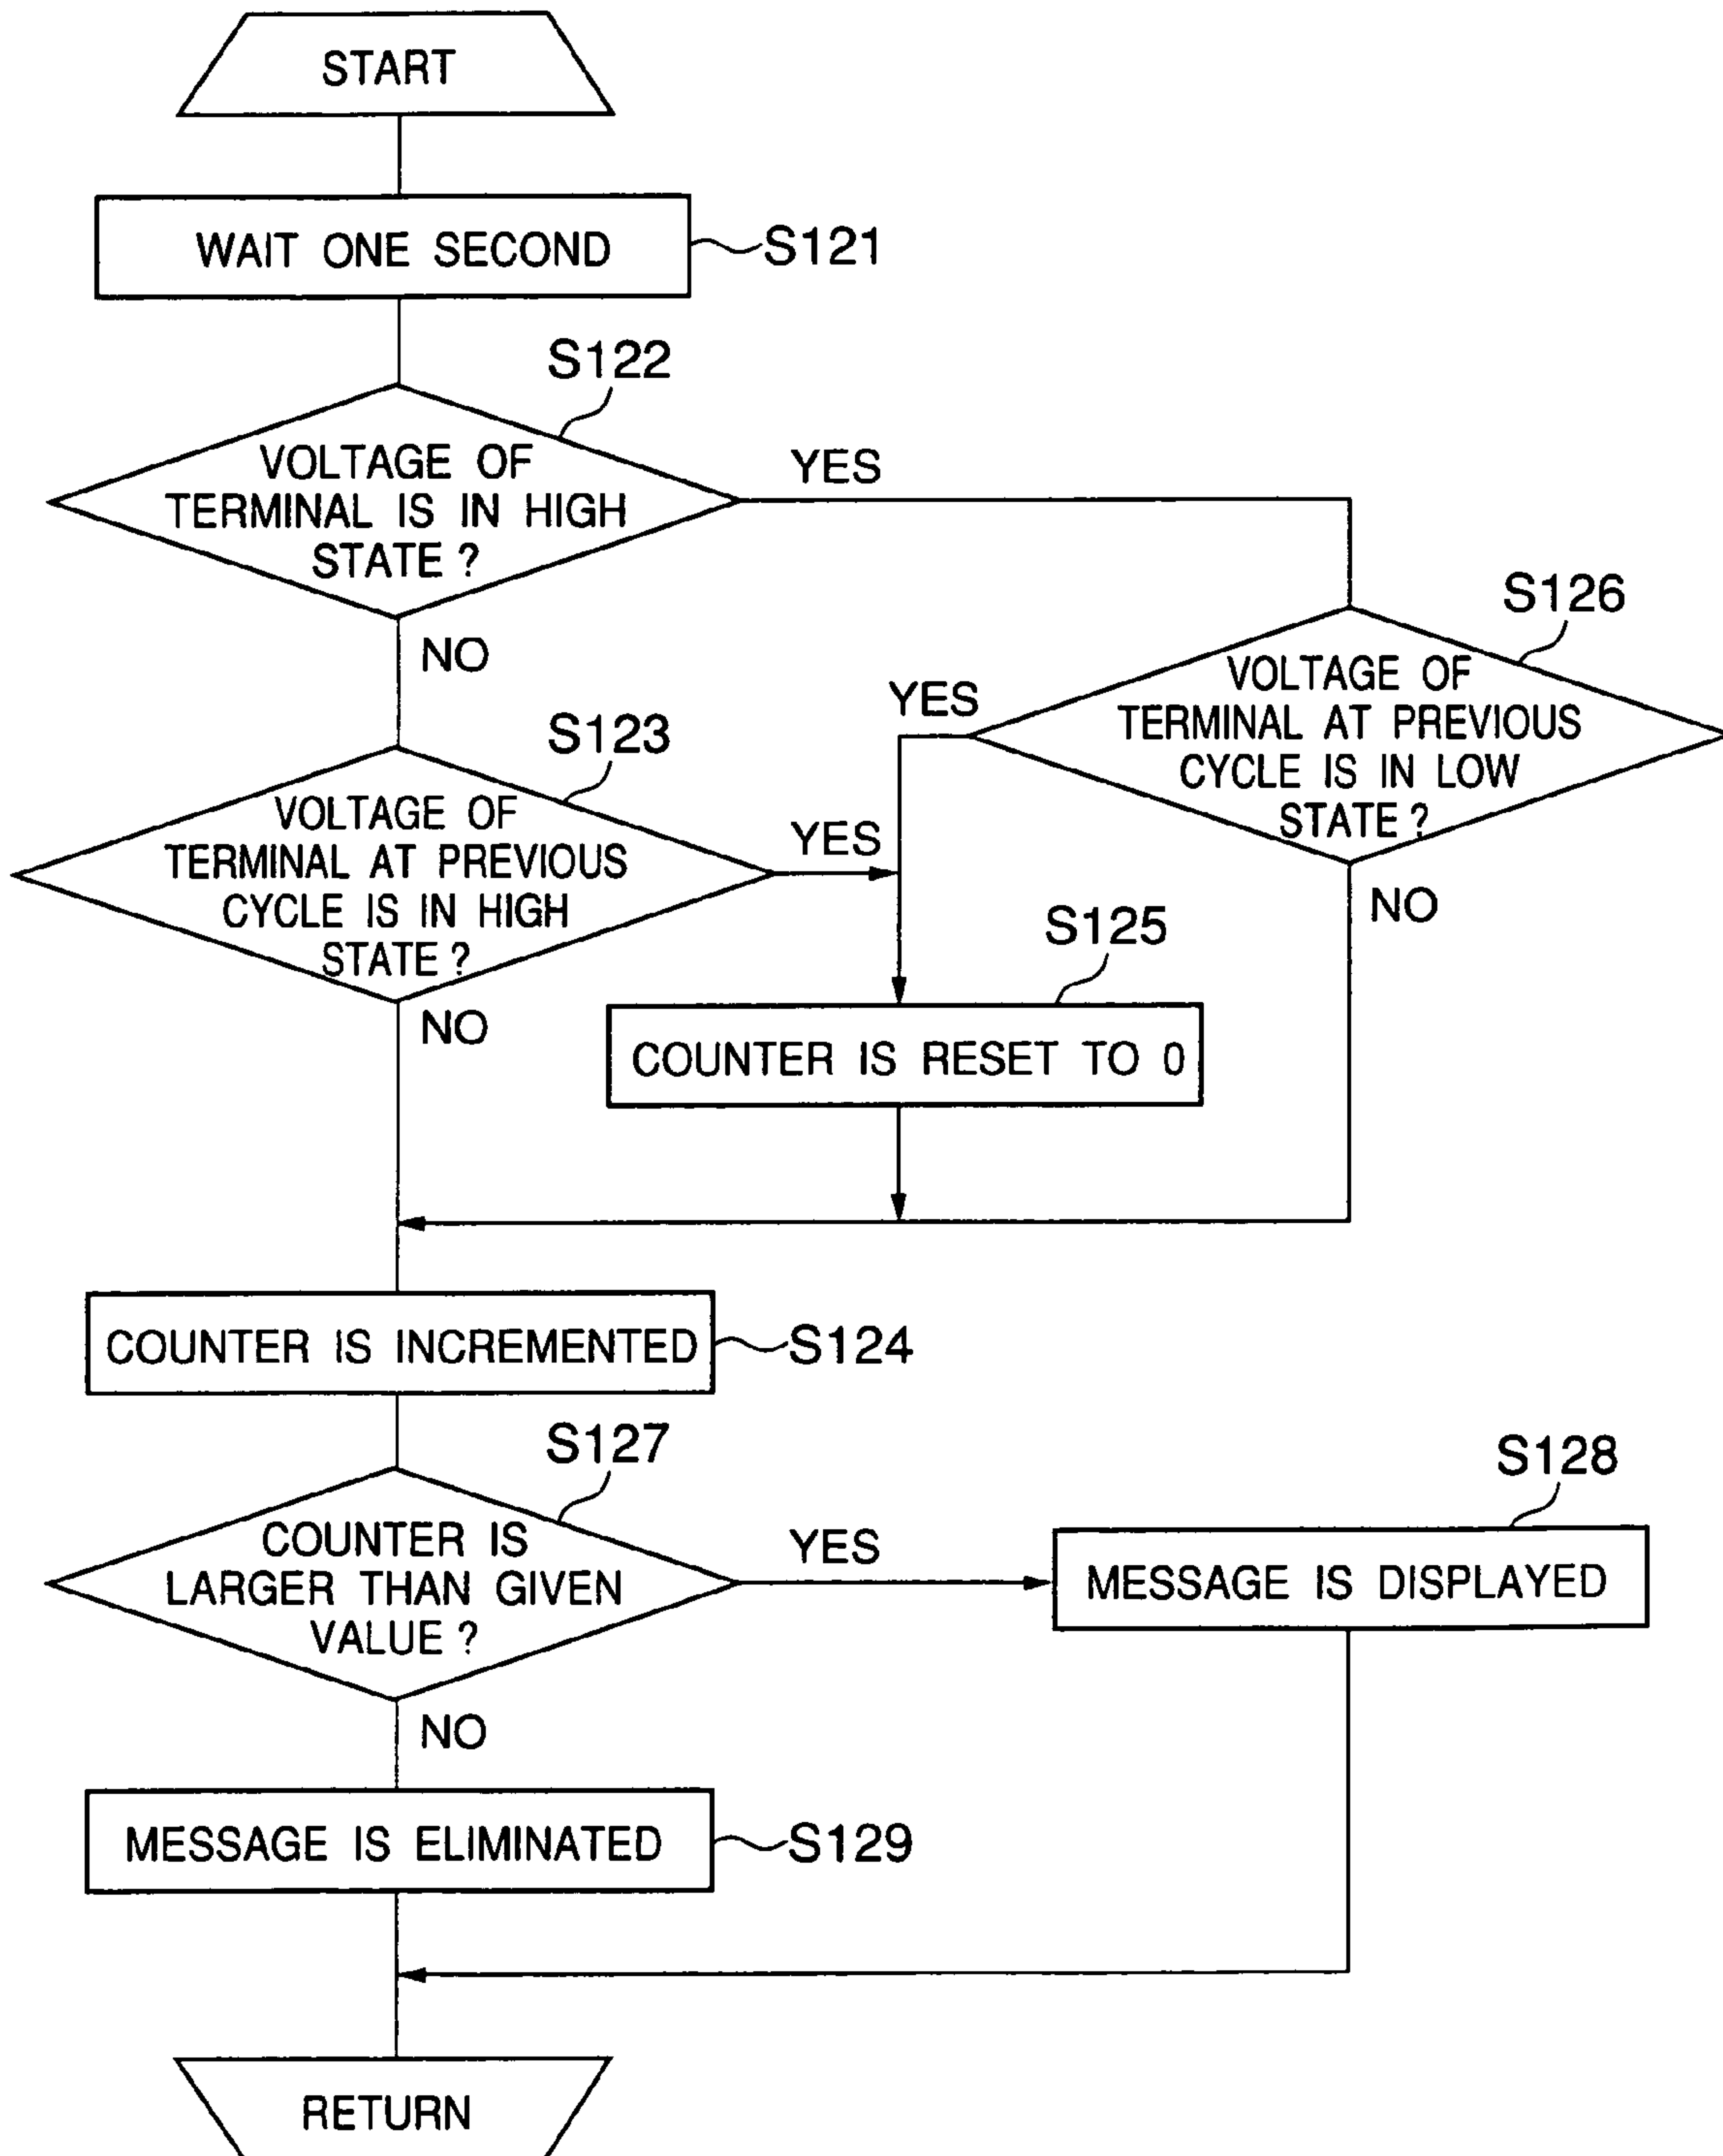 START
WAIT ONE SECOND
S121
S122
VOLTAGE OF
TERMINAL IS IN HIGH
STATE ?
YES
NO
S126
VOLTAGE OF
TERMINAL AT PREVIOUS
CYCLE IS IN LOW
STATE ?
YES
NO
S123
VOLTAGE OF
TERMINAL AT PREVIOUS
CYCLE IS IN HIGH
STATE ?
YES
NO
S125
COUNTER IS RESET TO 0
COUNTER IS INCREMENTED
S124
S127
COUNTER IS
LARGER THAN GIVEN
VALUE ?
YES
NO
S128
MESSAGE IS DISPLAYED
MESSAGE IS ELIMINATED
S129
RETURN